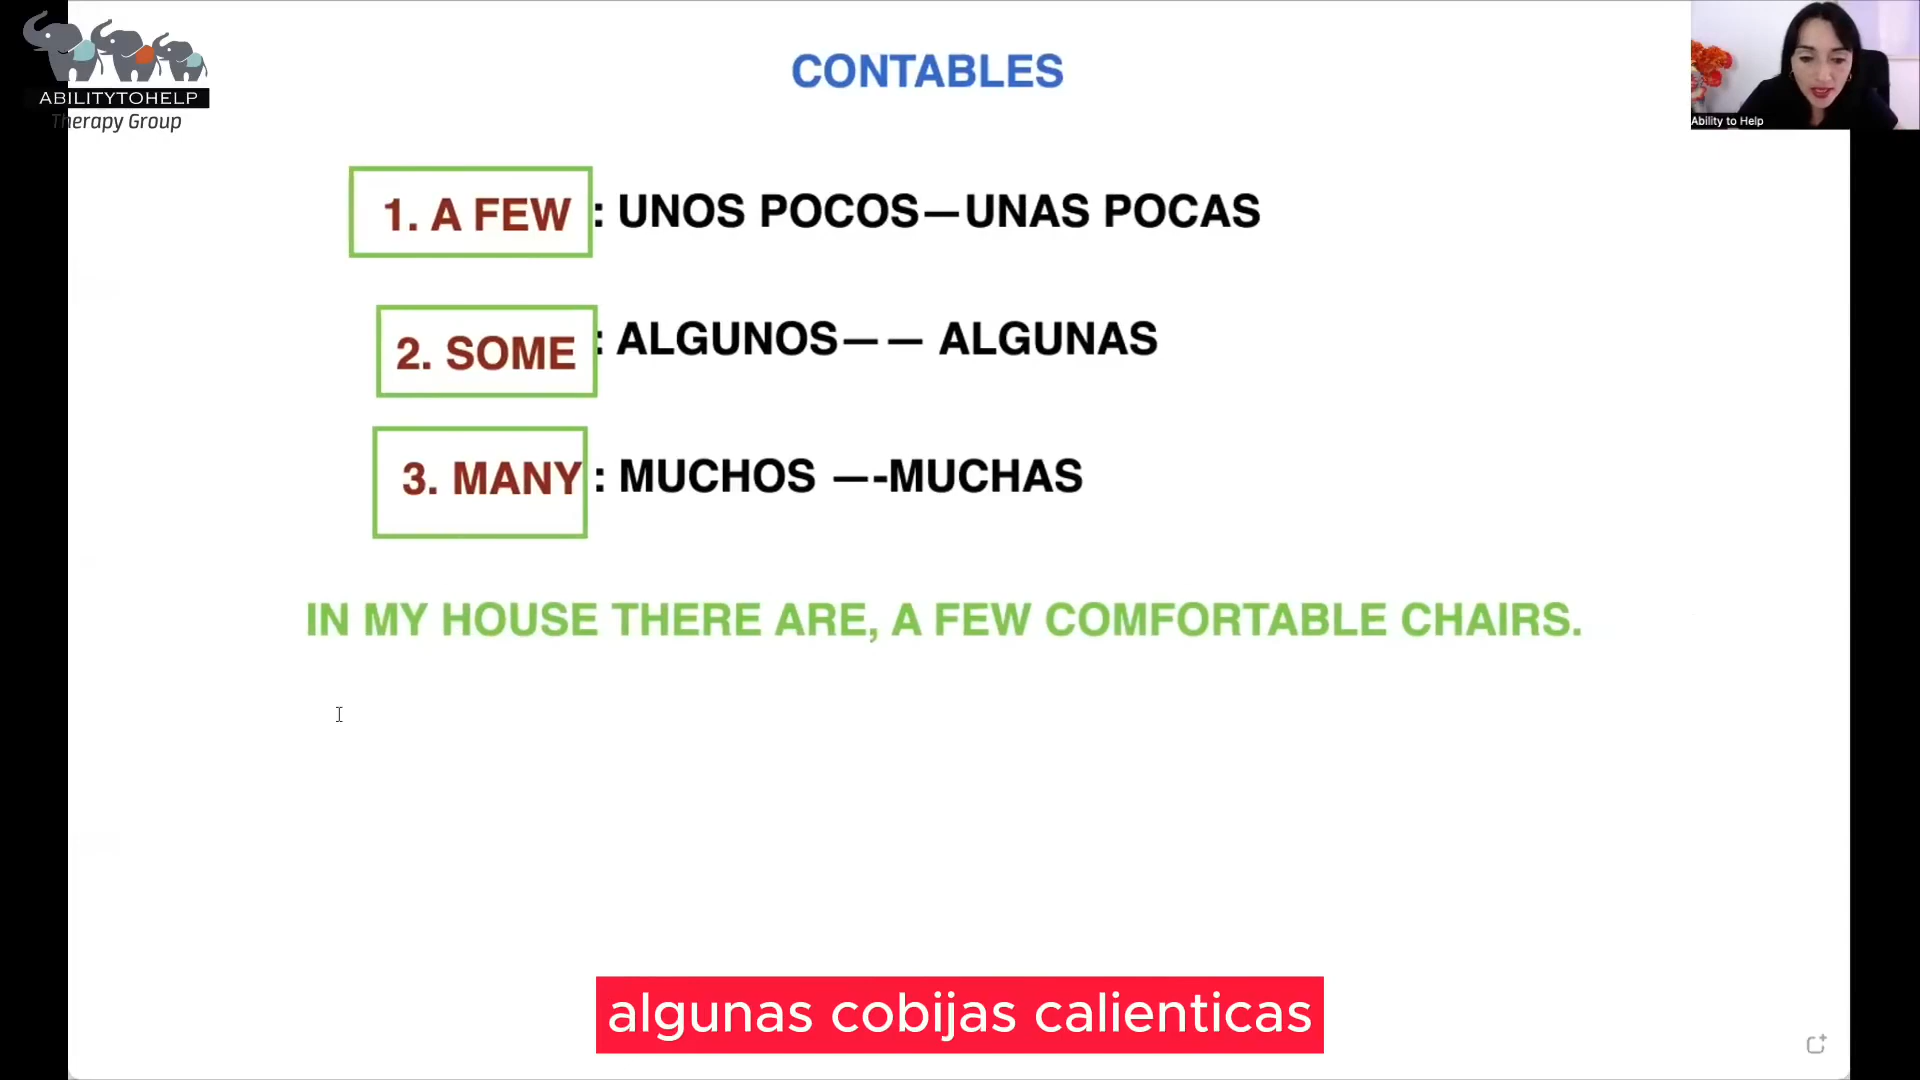 ABILITYTOHELP
Therapy Group
CONTABLES
Ability to Help
1. A FEW : UNOS POCOS—UNAS POCAS
2. SOME : ALGUNOS—— ALGUNAS
3. MANY : MUCHOS —-MUCHAS
IN MY HOUSE THERE ARE, A FEW COMFORTABLE CHAIRS.
algunas cobijas calienticas